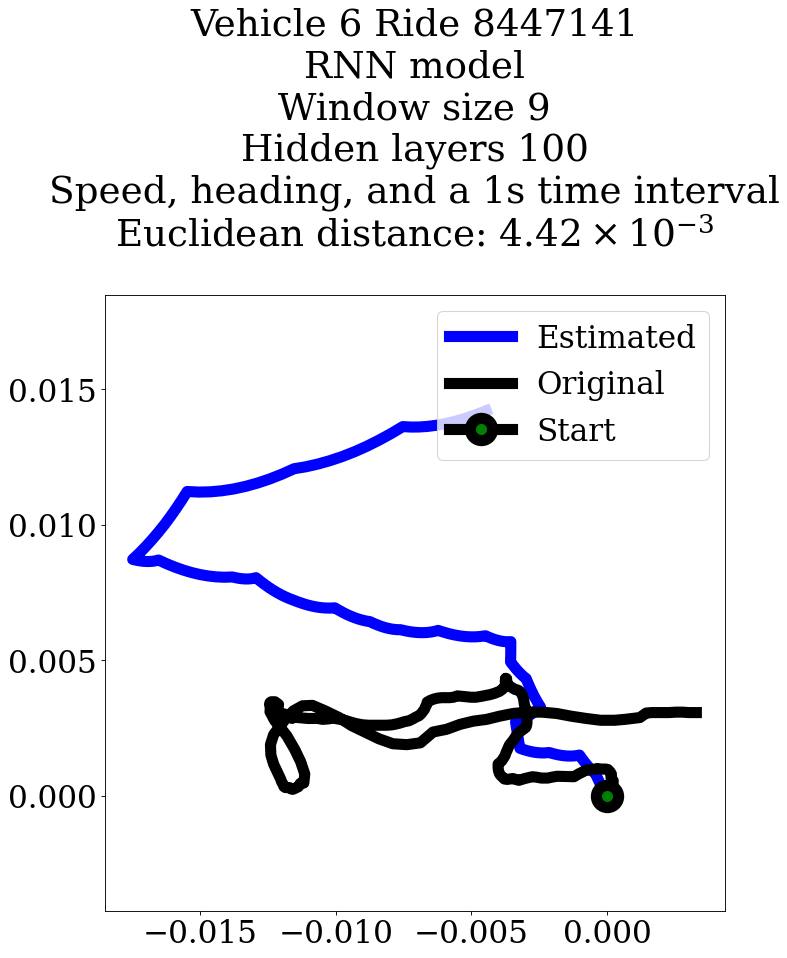 Vehicle 6 Ride 8447141
RNN model
Window size 9
Hidden layers 100
Speed, heading, and a 1s time interval
Euclidean distance: 4.42 × 10⁻³
Estimated
Original
Start
0.015
0.010
0.005
0.000
−0.015 −0.010 −0.005 0.000